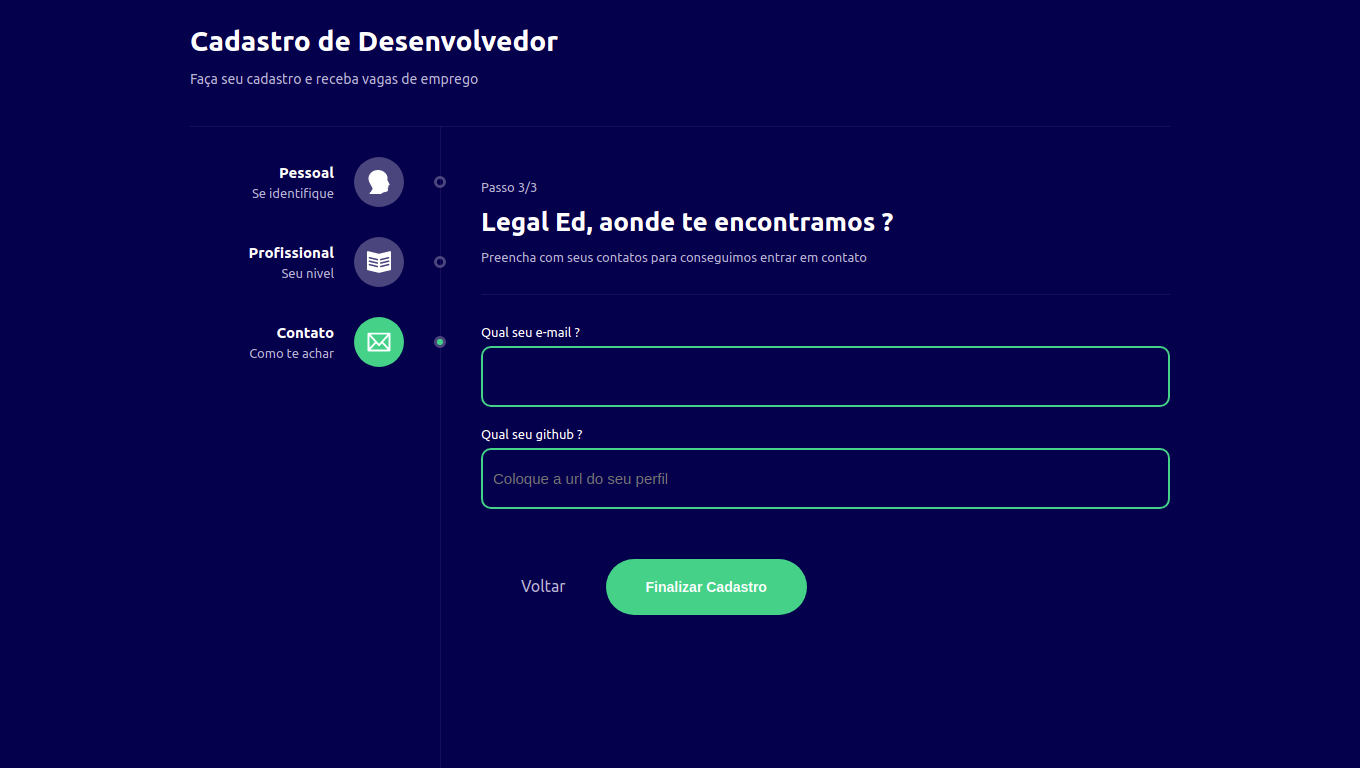 Cadastro de Desenvolvedor
Faça seu cadastro e receba vagas de emprego
Pessoal
Se identifique
Profissional
Seu nivel
Contato
Como te achar
Passo 3/3
Legal Ed, aonde te encontramos ?
Preencha com seus contatos para conseguimos entrar em contato
Qual seu e-mail ?
Qual seu github ?
Coloque a url do seu perfil
Voltar
Finalizar Cadastro